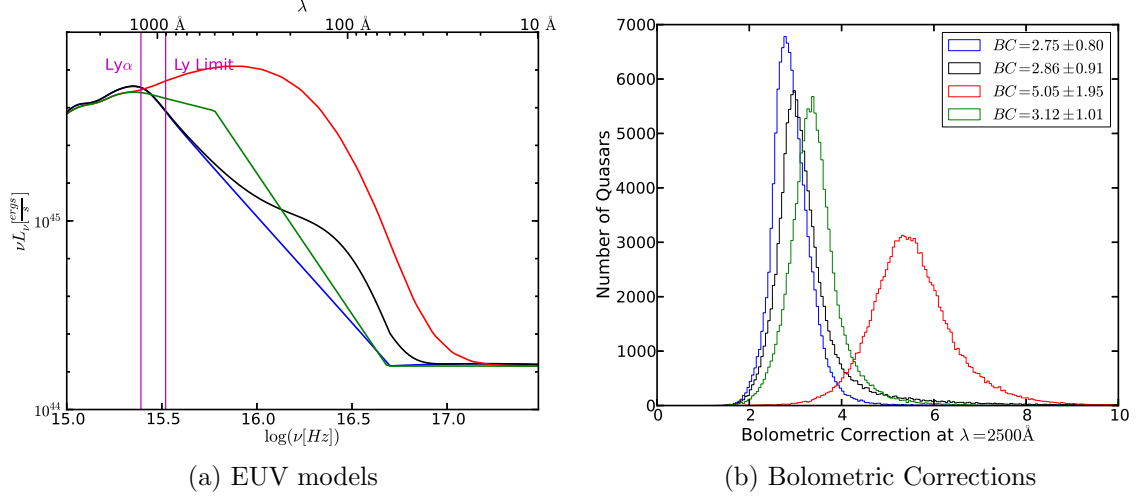 λ
1000 Å 100 Å 10 Å
Lyα Ly Limit
10^45
10^44
νL_ν[ergs/s]
15.0 15.5 16.0 16.5 17.0
log(ν[Hz])
(a) EUV models
7000
6000
5000
4000
3000
2000
1000
0
Number of Quasars
BC=2.75±0.80
BC=2.86±0.91
BC=5.05±1.95
BC=3.12±1.01
0 2 4 6 8 10
Bolometric Correction at λ=2500Å
(b) Bolometric Corrections